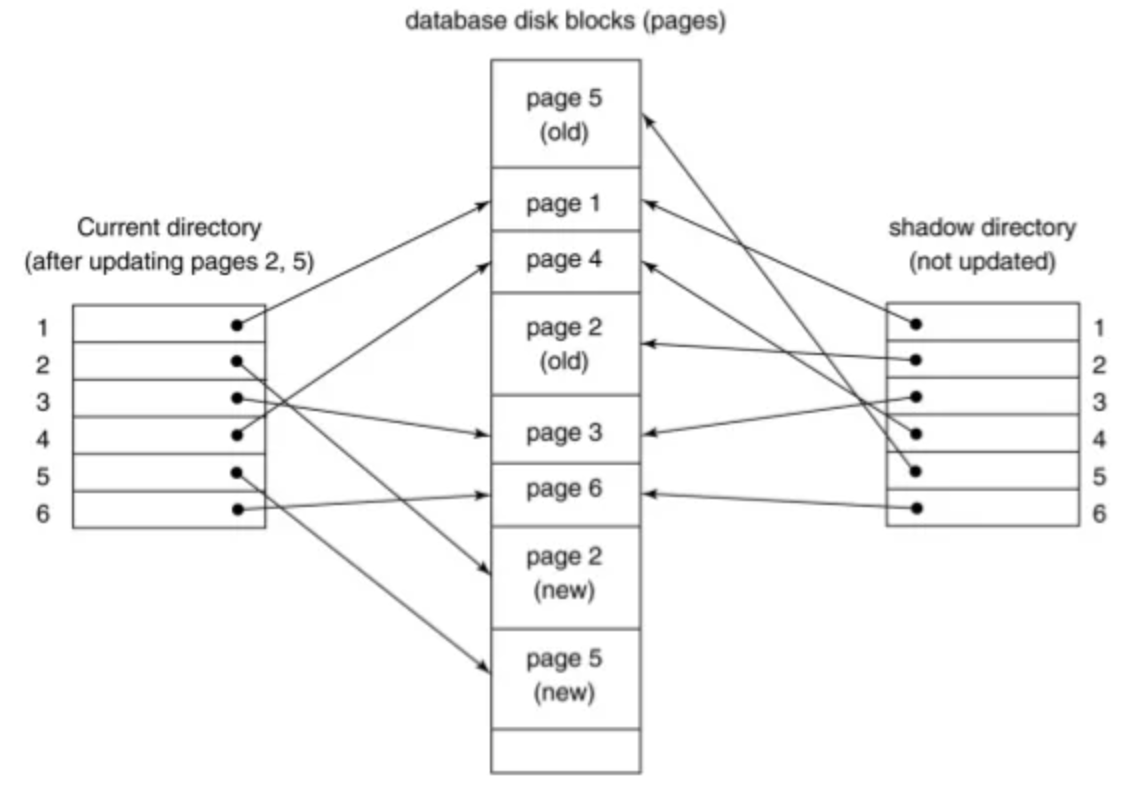 database disk blocks (pages)
page 5
(old)
page 1
page 4
page 2
(old)
page 3
page 6
page 2
(new)
page 5
(new)
Current directory
(after updating pages 2, 5)
1
2
3
4
5
6
shadow directory
(not updated)
1
2
3
4
5
6